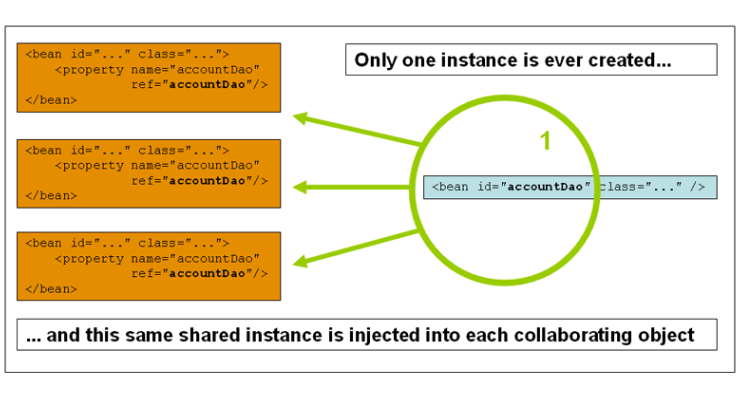 <bean id="..." class="...">
<property name="accountDao"
ref="accountDao"/>
</bean>
Only one instance is ever created...
<bean id="..." class="...">
<property name="accountDao"
ref="accountDao"/>
</bean>
1
<bean id="accountDao" class="..." />
<bean id="..." class="...">
<property name="accountDao"
ref="accountDao"/>
</bean>
... and this same shared instance is injected into each collaborating object